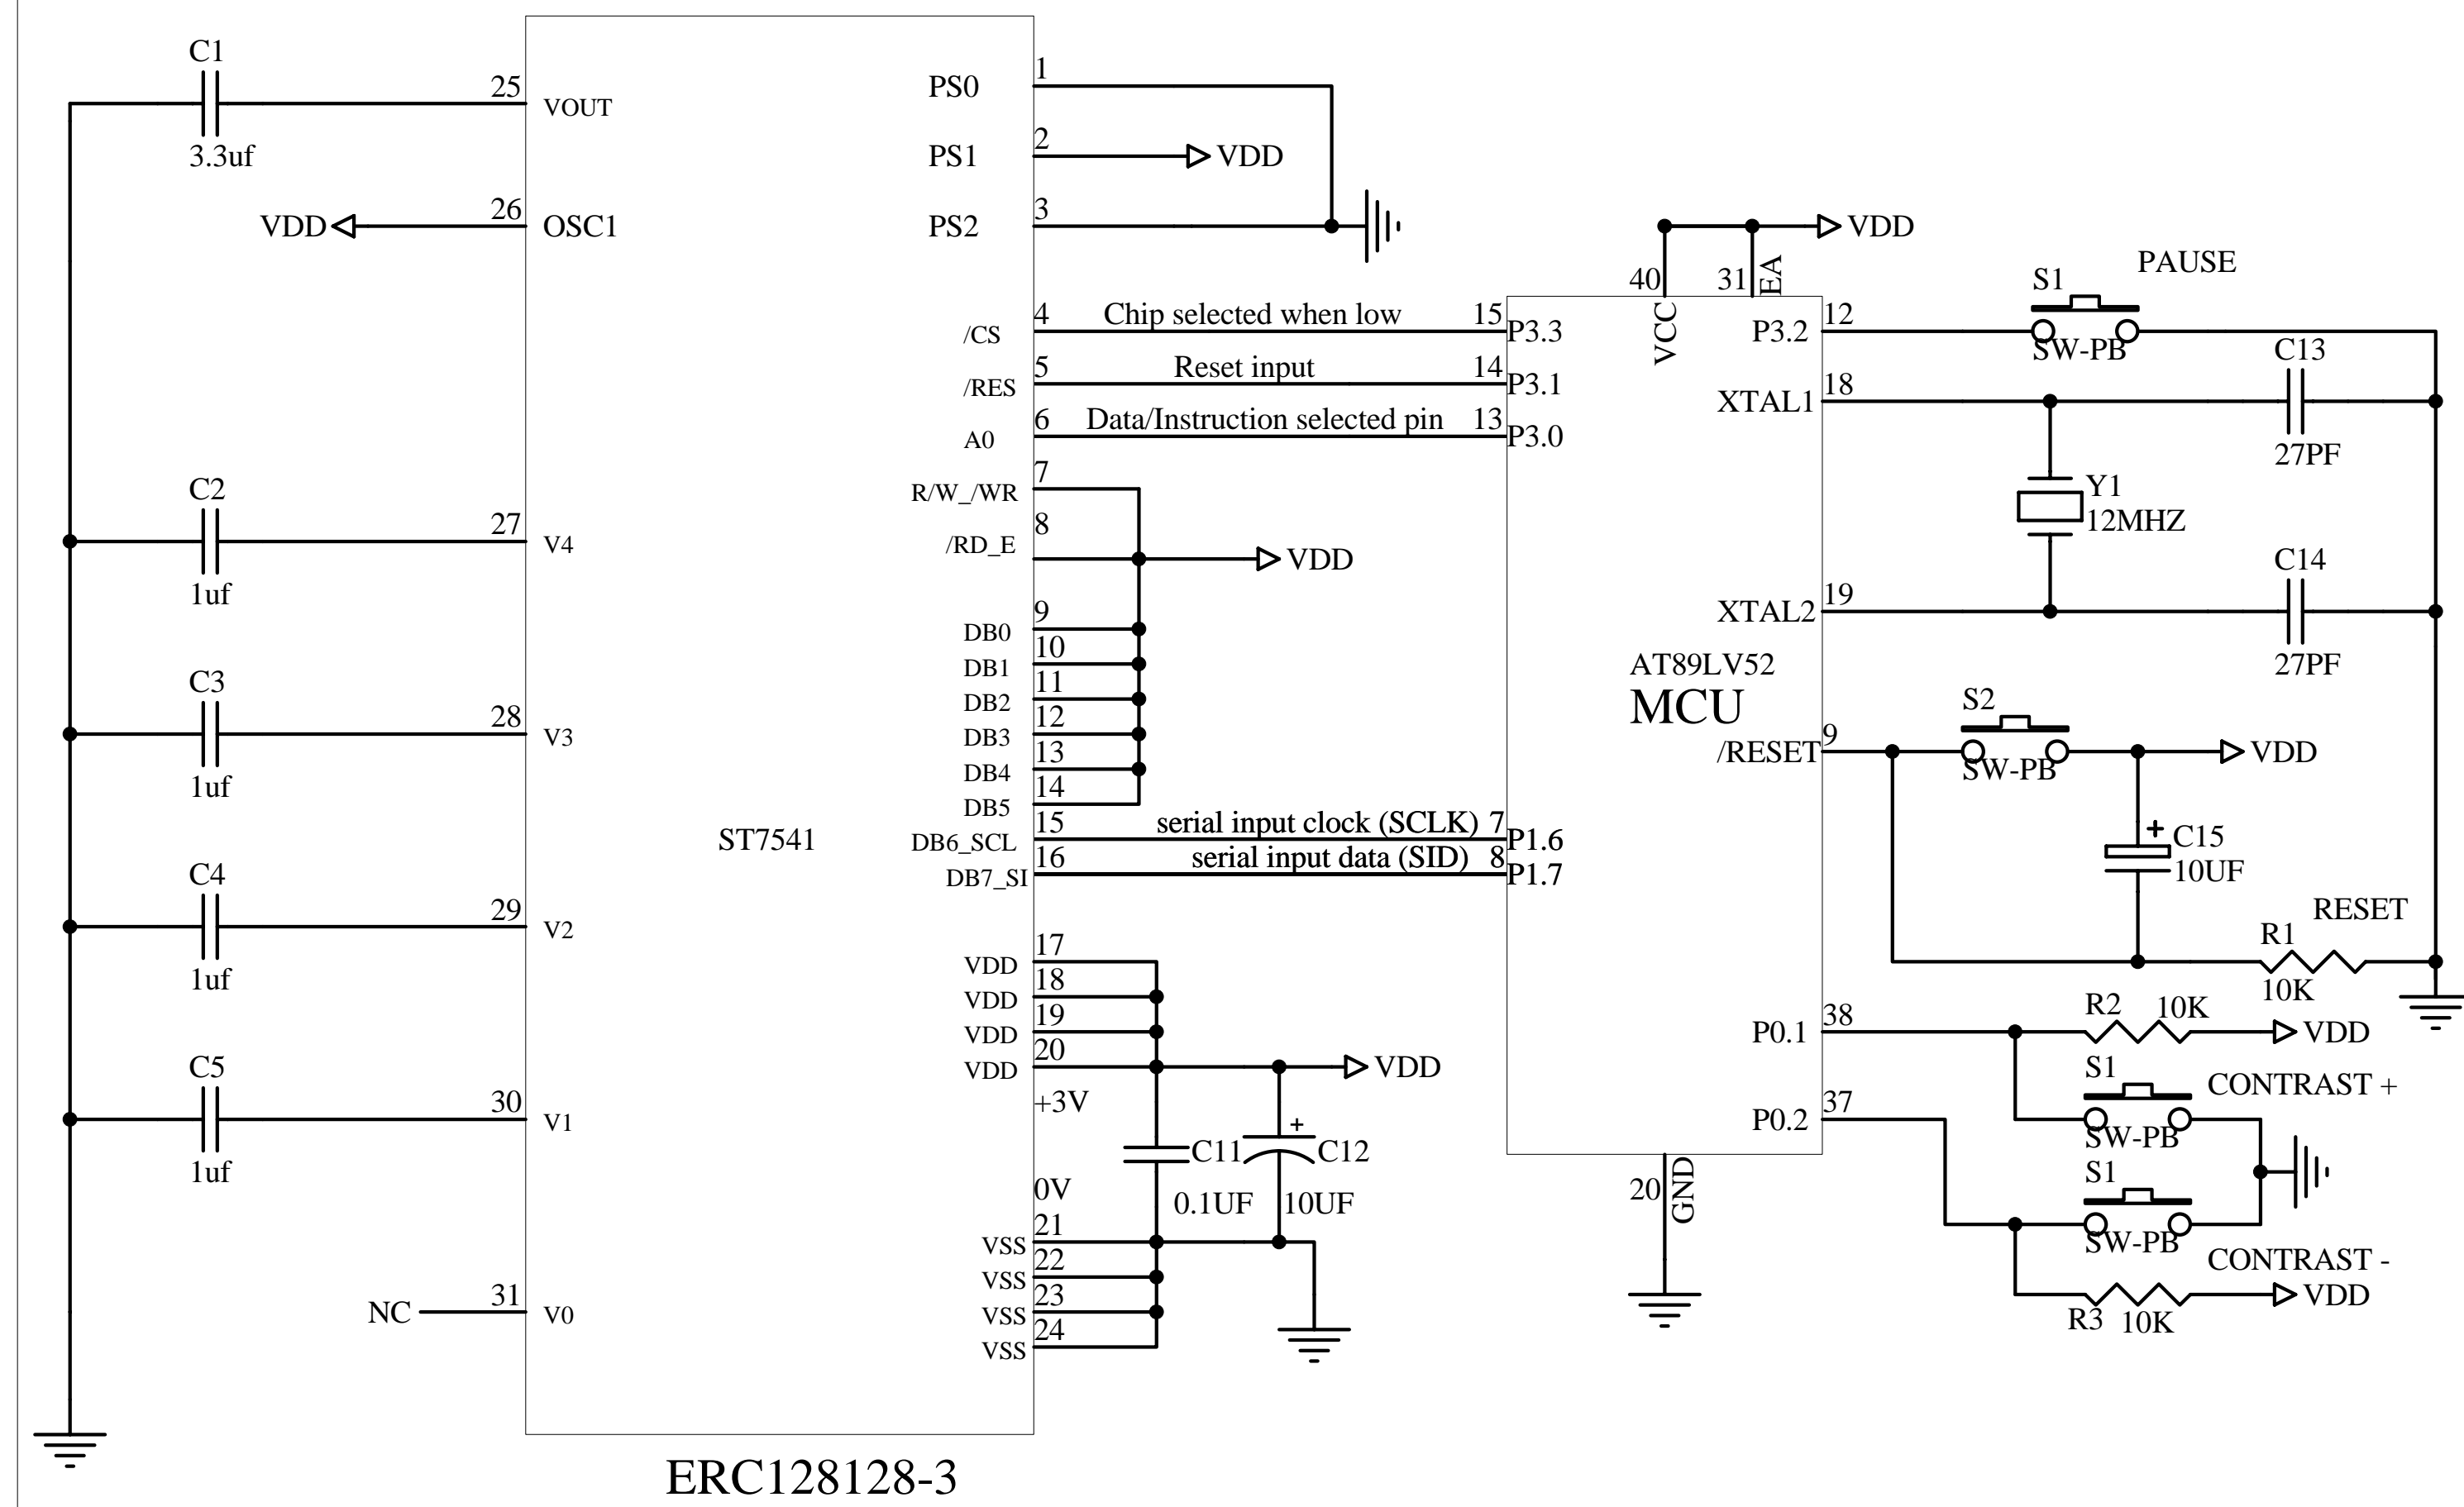 C1
3.3uf
25
VOUT
VDD
26
OSC1
C2
1uf
27
V4
C3
1uf
28
V3
C4
1uf
29
V2
C5
1uf
30
V1
NC
31
V0
ST7541
ERC128128-3
PS0
1
PS1
2
VDD
PS2
3
/CS
4
Chip selected when low
15
P3.3
/RES
5
Reset input
14
P3.1
A0
6
Data/Instruction selected pin
13
P3.0
R/W_/WR
7
/RD_E
8
VDD
DB0
9
DB1
10
DB2
11
DB3
12
DB4
13
DB5
14
DB6_SCL
15
serial input clock (SCLK)
7
P1.6
DB7_SI
16
serial input data (SID)
8
P1.7
VDD
17
VDD
18
VDD
19
VDD
20
VDD
+3V
C11
0.1UF
+
C12
10UF
0V
VSS
21
VSS
22
VSS
23
VSS
24
40
VCC
31
EA
VDD
AT89LV52
MCU
20
GND
P3.2
12
S1
SW-PB
PAUSE
XTAL1
18
C13
27PF
Y1
12MHZ
XTAL2
19
C14
27PF
/RESET
9
S2
SW-PB
VDD
+
C15
10UF
RESET
R1
10K
P0.1
38
R2
10K
VDD
S1
SW-PB
CONTRAST +
P0.2
37
S1
SW-PB
CONTRAST -
R3
10K
VDD